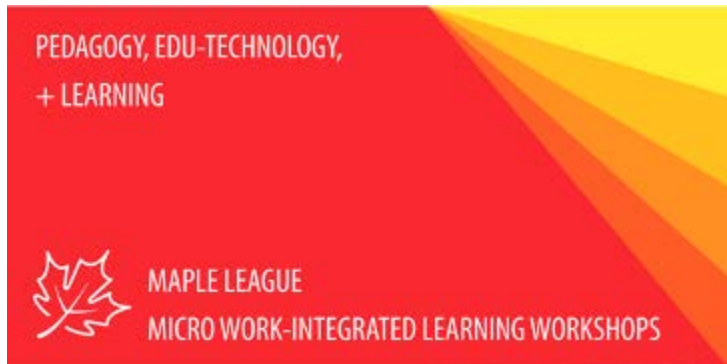 PEDAGOGY, EDU-TECHNOLOGY,
+ LEARNING
MAPLE LEAGUE
MICRO WORK-INTEGRATED LEARNING WORKSHOPS